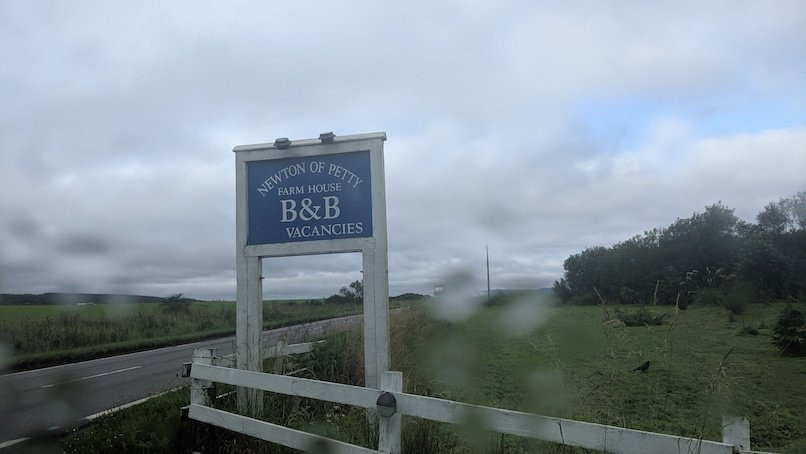 NEWTON OF PETTY
FARM HOUSE
B&B
VACANCIES